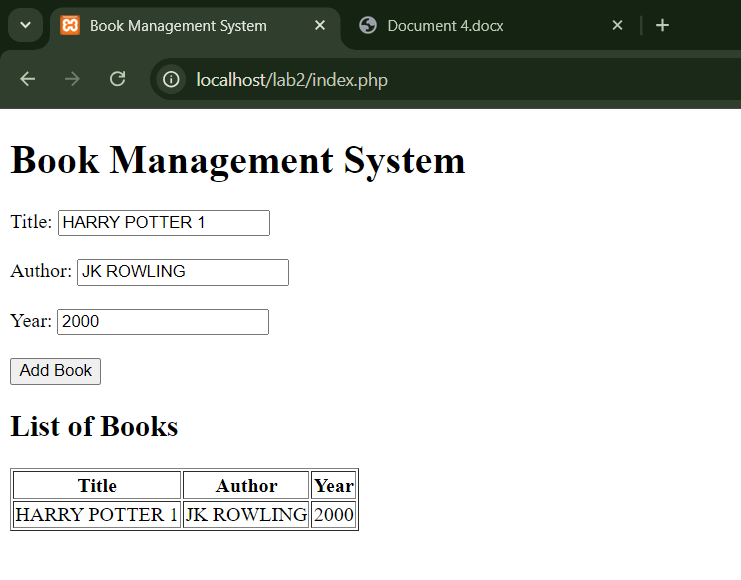 Book Management System
Document 4.docx
localhost/lab2/index.php
Book Management System
Title: HARRY POTTER 1
Author: JK ROWLING
Year: 2000
Add Book
List of Books
Title Author Year
HARRY POTTER 1 JK ROWLING 2000